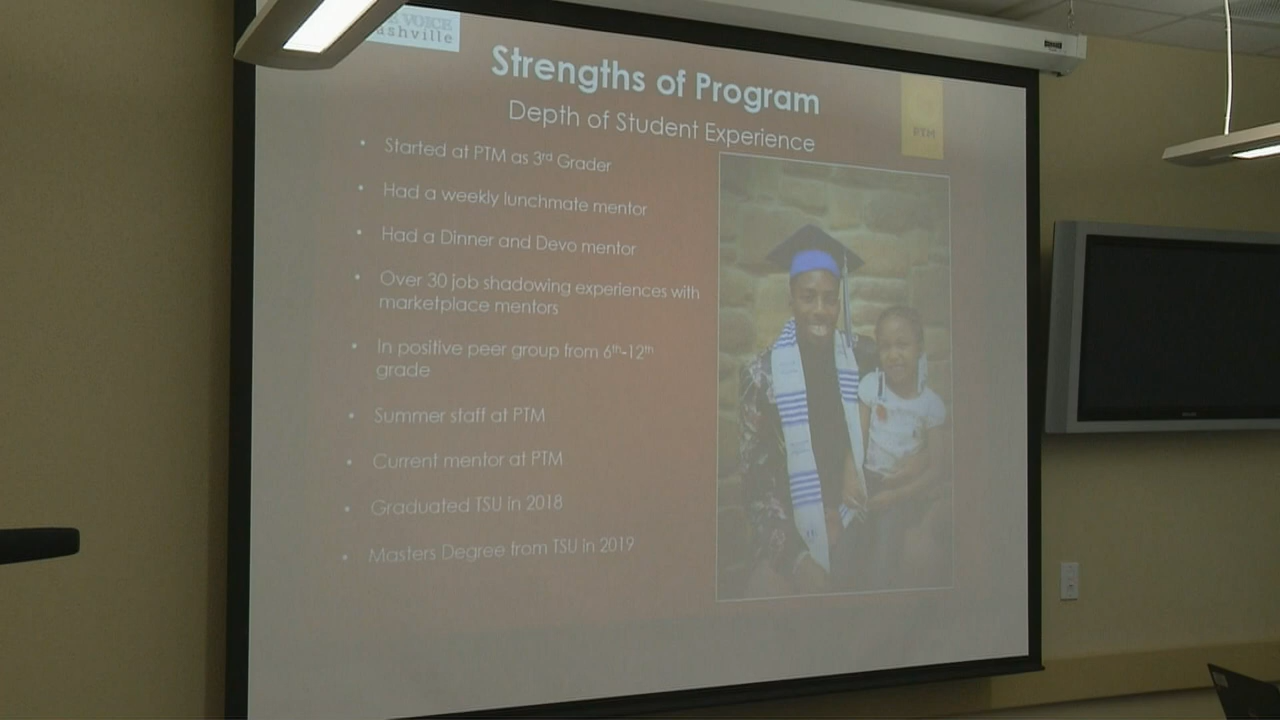 VOICE
ashville
Strengths of Program
Depth of Student Experience
PTM
• Started at PTM as 3rd Grader
• Had a weekly lunchmate mentor
• Had a Dinner and Devo mentor
• Over 30 job shadowing experiences with
marketplace mentors
• In positive peer group from 6th-12th
grade
• Summer staff at PTM
• Current mentor at PTM
• Graduated TSU in 2018
• Masters Degree from TSU in 2019